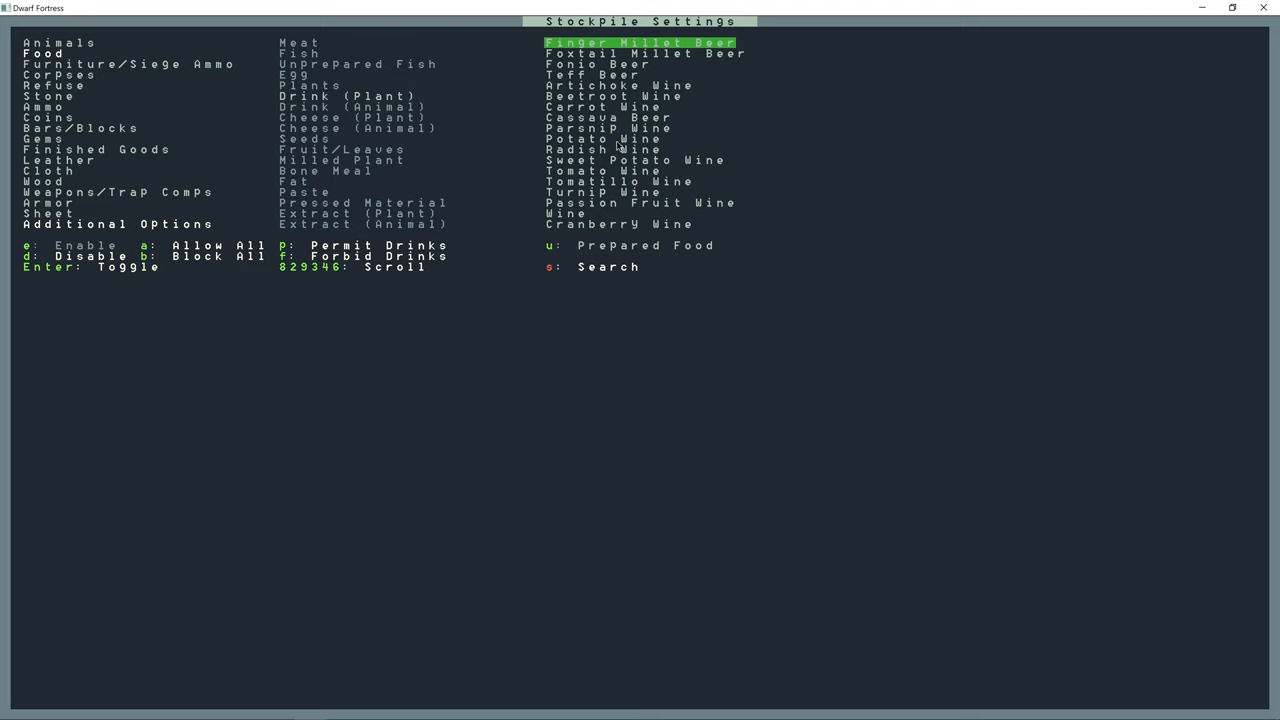 Dwarf Fortress
Stockpile Settings
Animals Meat Finger Millet Beer
Food Fish Foxtail Millet Beer
Furniture/Siege Ammo Unprepared Fish Fonio Beer
Corpses Egg Teff Beer
Refuse Plants Artichoke Wine
Stone Drink (Plant) Beetroot Wine
Ammo Drink (Animal) Carrot Wine
Coins Cheese (Plant) Cassava Beer
Bars/Blocks Cheese (Animal) Parsnip Wine
Gems Seeds Potato Wine
Finished Goods Fruit/Leaves Radish Wine
Leather Milled Plant Sweet Potato Wine
Cloth Bone Meal Tomato Wine
Wood Fat Tomatillo Wine
Weapons/Trap Comps Paste Turnip Wine
Armor Pressed Material Passion Fruit Wine
Sheet Extract (Plant) Wine
Additional Options Extract (Animal) Cranberry Wine
e: Enable a: Allow All p: Permit Drinks u: Prepared Food
d: Disable b: Block All f: Forbid Drinks
Enter: Toggle 829346: Scroll s: Search